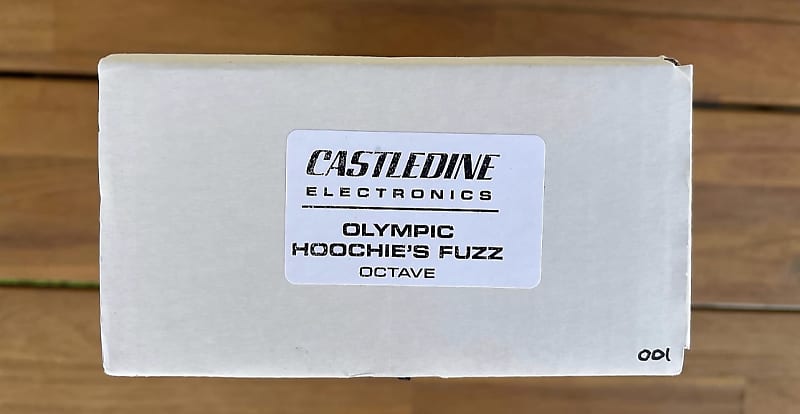 CASTLEDINE
ELECTRONICS
OLYMPIC
HOOCHIE'S FUZZ
OCTAVE
001